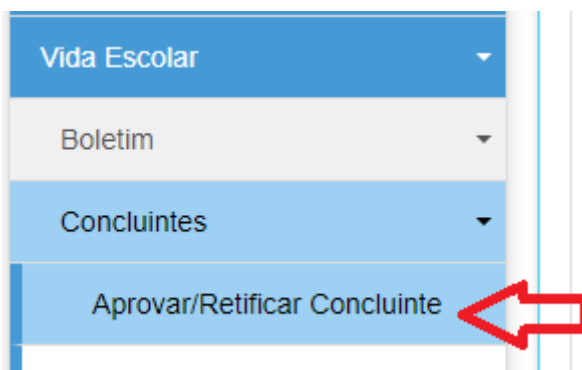 Vida Escolar
Boletim
Concluintes
Aprovar/Retificar Concluinte